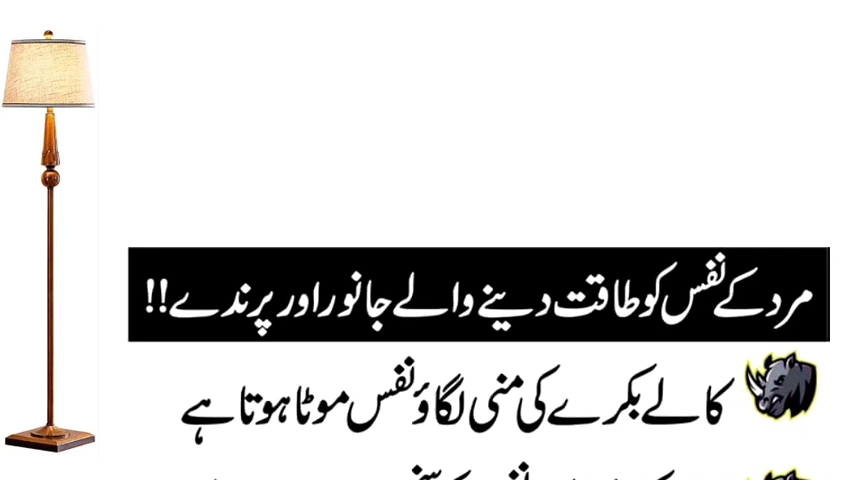 مرد کے نفس کو طاقت دینے والے جانور اور پرندے!!
کالے بکرے کی منی لگاؤ نفس موٹا ہوتا ہے